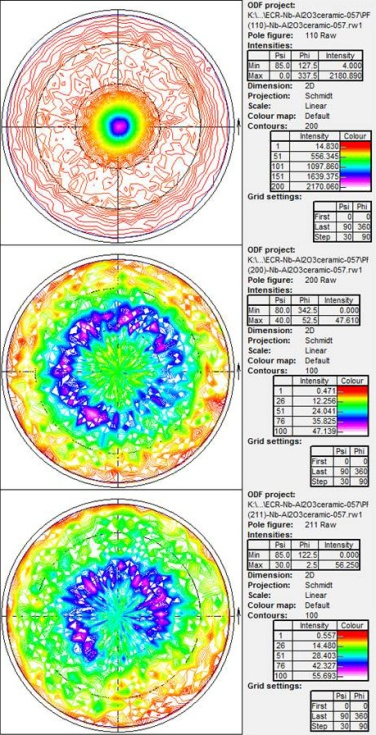 ODF project:
K:\...\ECR-Nb-Al2O3ceramic-057\PF
(110)-Nb-Al2O3ceramic-057.rw1
Pole figure: 110 Raw
Intensities:
Psi Phi Intensity
Min 85.0 127.5 4.000
Max 0.0 337.5 2180.890
Dimension: 2D
Projection: Schmidt
Scale: Linear
Colour map: Default
Contours: 200
Intensity Colour
1 14.830
51 556.345
101 1097.860
151 1639.375
200 2170.060
Grid settings:
Psi Phi
First 0 0
Last 90 360
Step 30 90
ODF project:
K:\...\ECR-Nb-Al2O3ceramic-057\PF
(200)-Nb-Al2O3ceramic-057.rw1
Pole figure: 200 Raw
Intensities:
Psi Phi Intensity
Min 80.0 342.5 0.000
Max 40.0 52.5 47.610
Dimension: 2D
Projection: Schmidt
Scale: Linear
Colour map: Default
Contours: 100
Intensity Colour
1 0.471
26 12.256
51 24.041
76 35.825
100 47.139
Grid settings:
Psi Phi
First 0 0
Last 90 360
Step 30 90
ODF project:
K:\...\ECR-Nb-Al2O3ceramic-057\PF
(211)-Nb-Al2O3ceramic-057.rw1
Pole figure: 211 Raw
Intensities:
Psi Phi Intensity
Min 85.0 122.5 0.000
Max 30.0 2.5 56.250
Dimension: 2D
Projection: Schmidt
Scale: Linear
Colour map: Default
Contours: 100
Intensity Colour
1 0.557
26 14.480
51 28.403
76 42.327
100 55.693
Grid settings:
Psi Phi
First 0 0
Last 90 360
Step 30 90